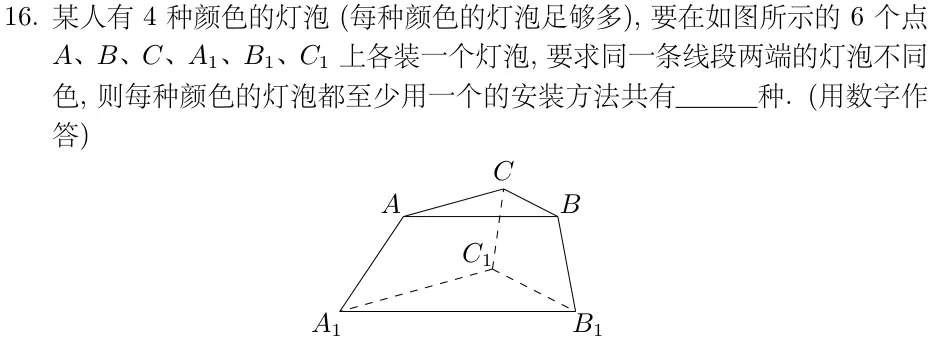 16. 某人有 4 种颜色的灯泡 (每种颜色的灯泡足够多), 要在如图所示的 6 个点
A、B、C、A₁、B₁、C₁ 上各装一个灯泡, 要求同一条线段两端的灯泡不同
色, 则每种颜色的灯泡都至少用一个的安装方法共有______种. (用数字作
答)
C
A
B
C₁
A₁
B₁